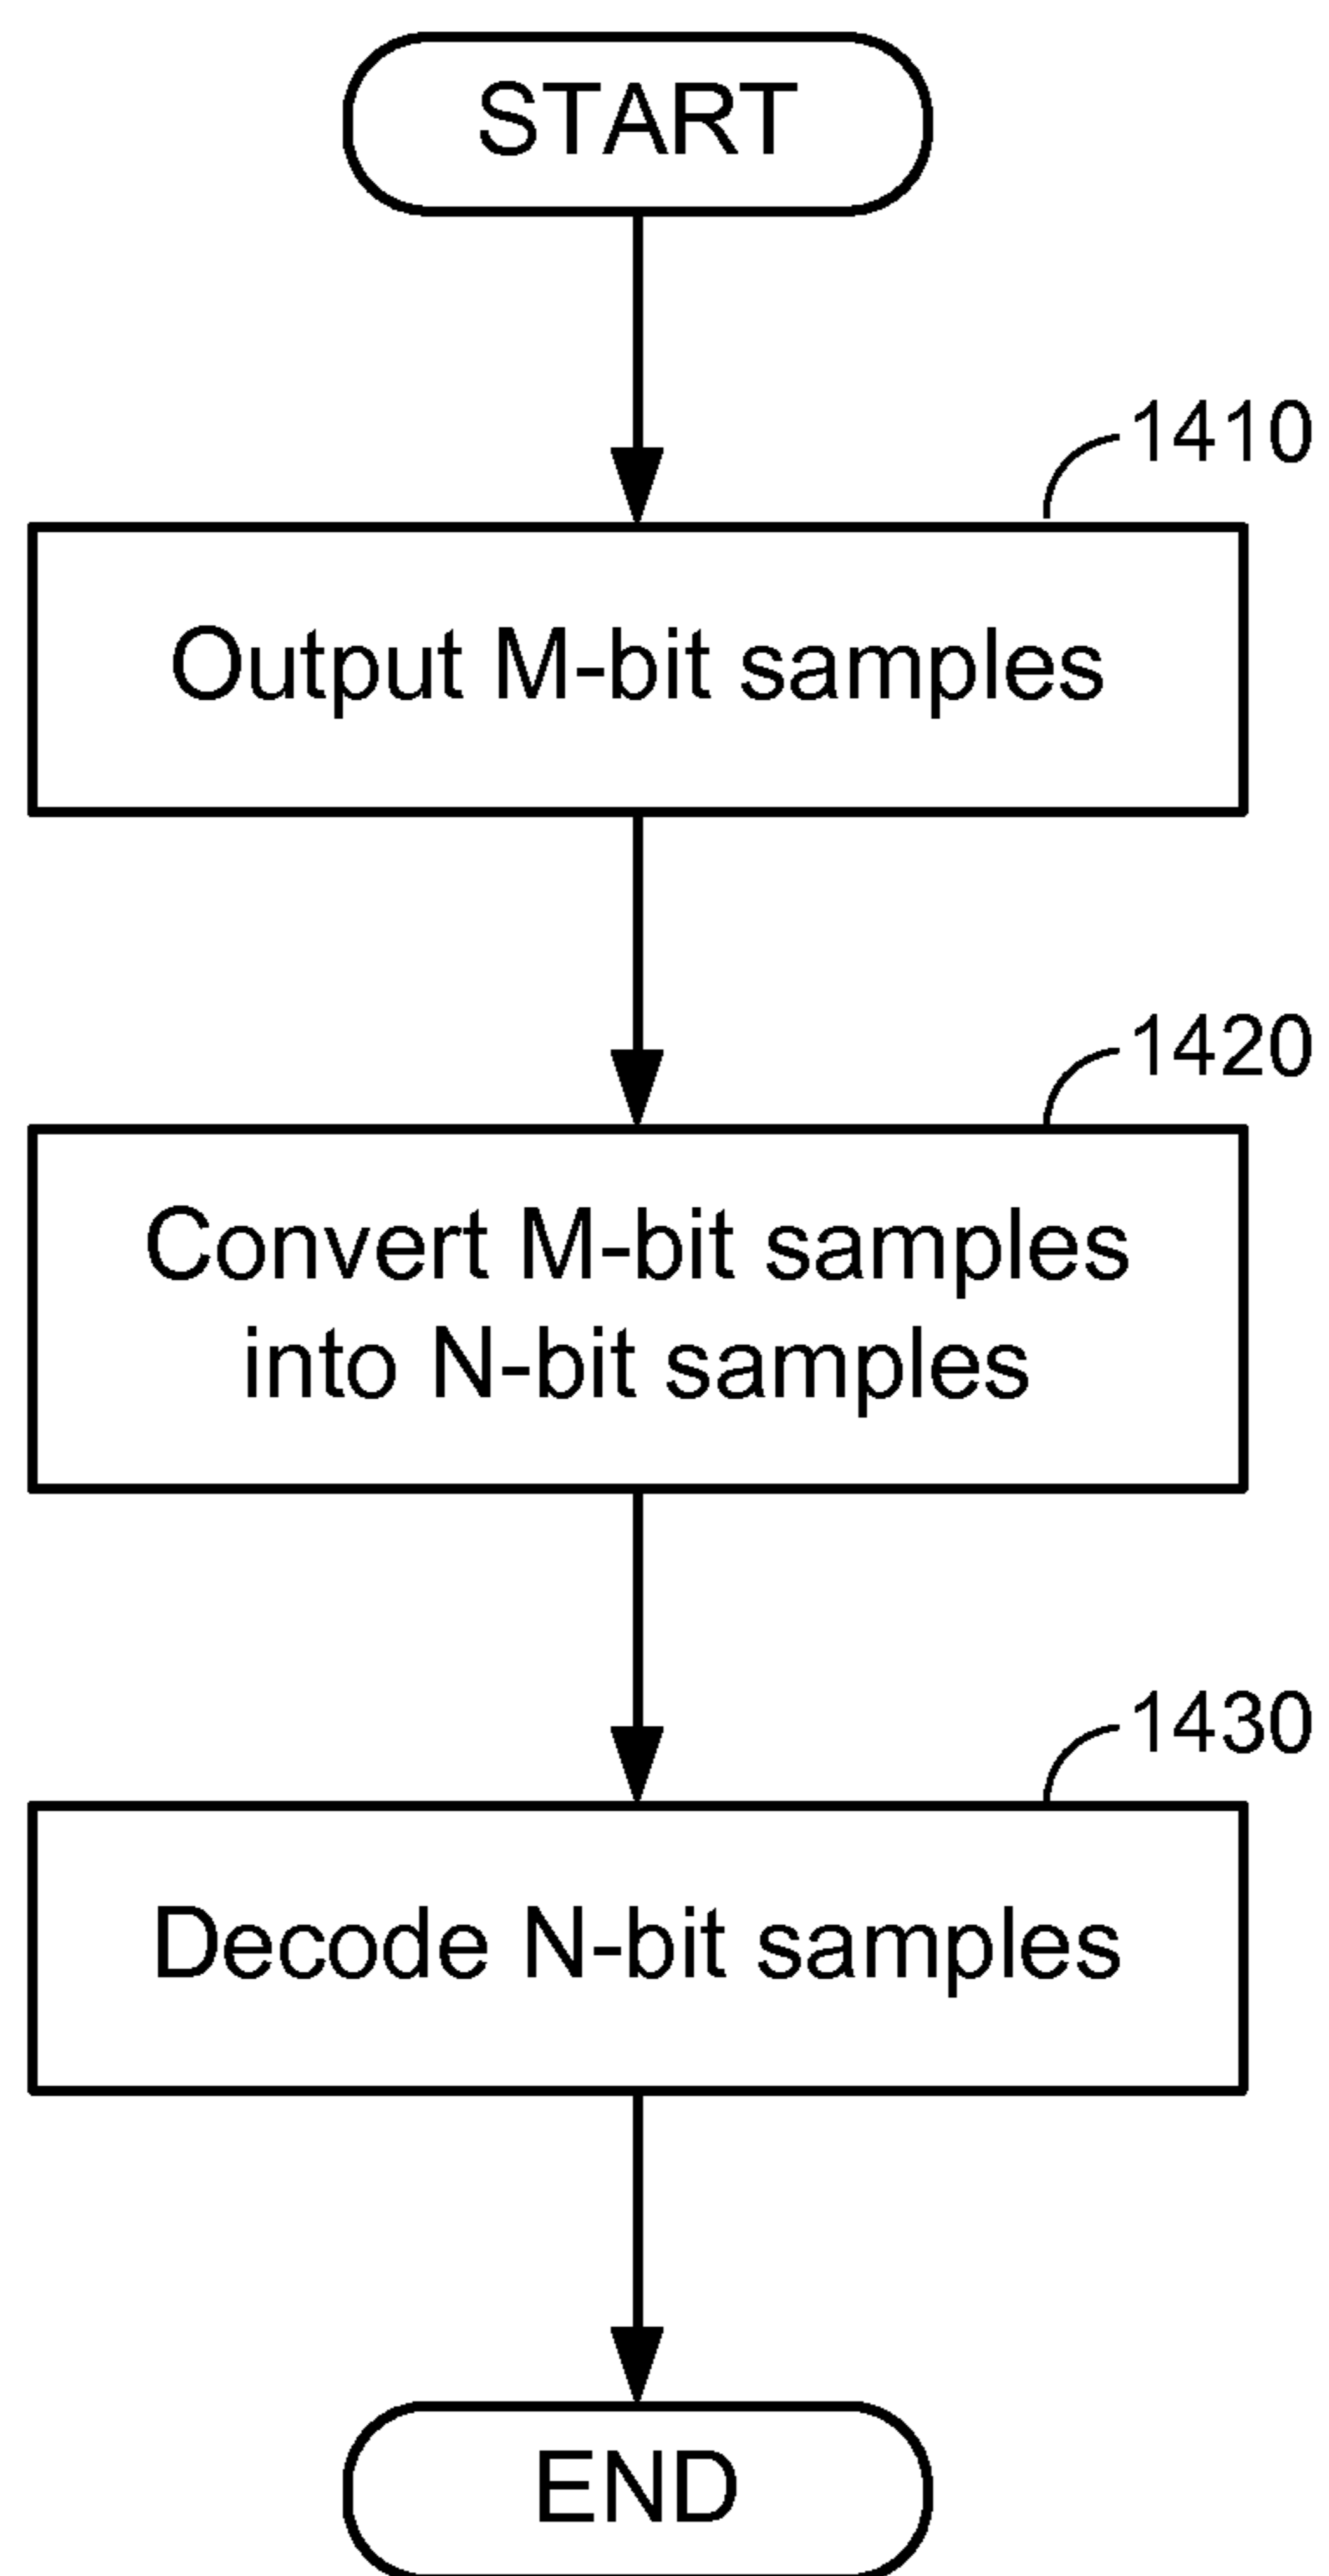 START
1410
Output M-bit samples
1420
Convert M-bit samples
into N-bit samples
1430
Decode N-bit samples
END